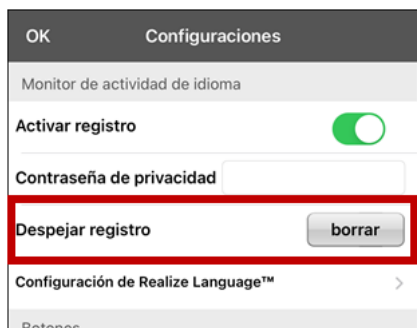 OK Configuraciones
Monitor de actividad de idioma
Activar registro
Contraseña de privacidad
Despejar registro borrar
Configuración de Realize Language™
Botones